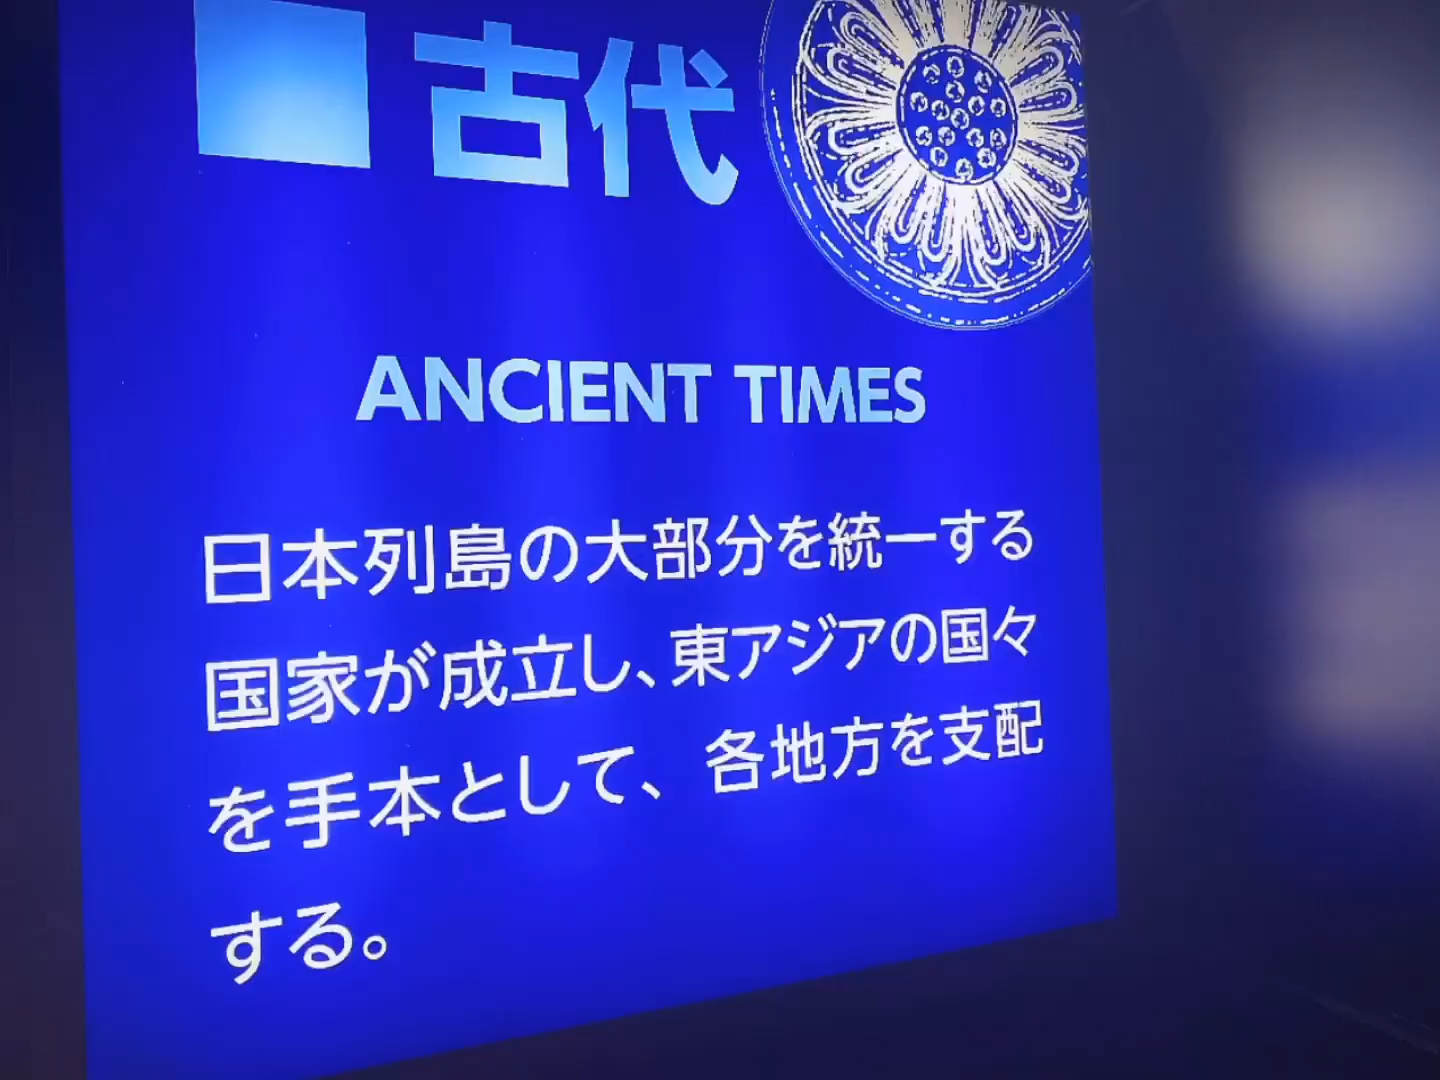 古代
ANCIENT TIMES
日本列島の大部分を統一する
国家が成立し、東アジアの国々
を手本として、各地方を支配
する。